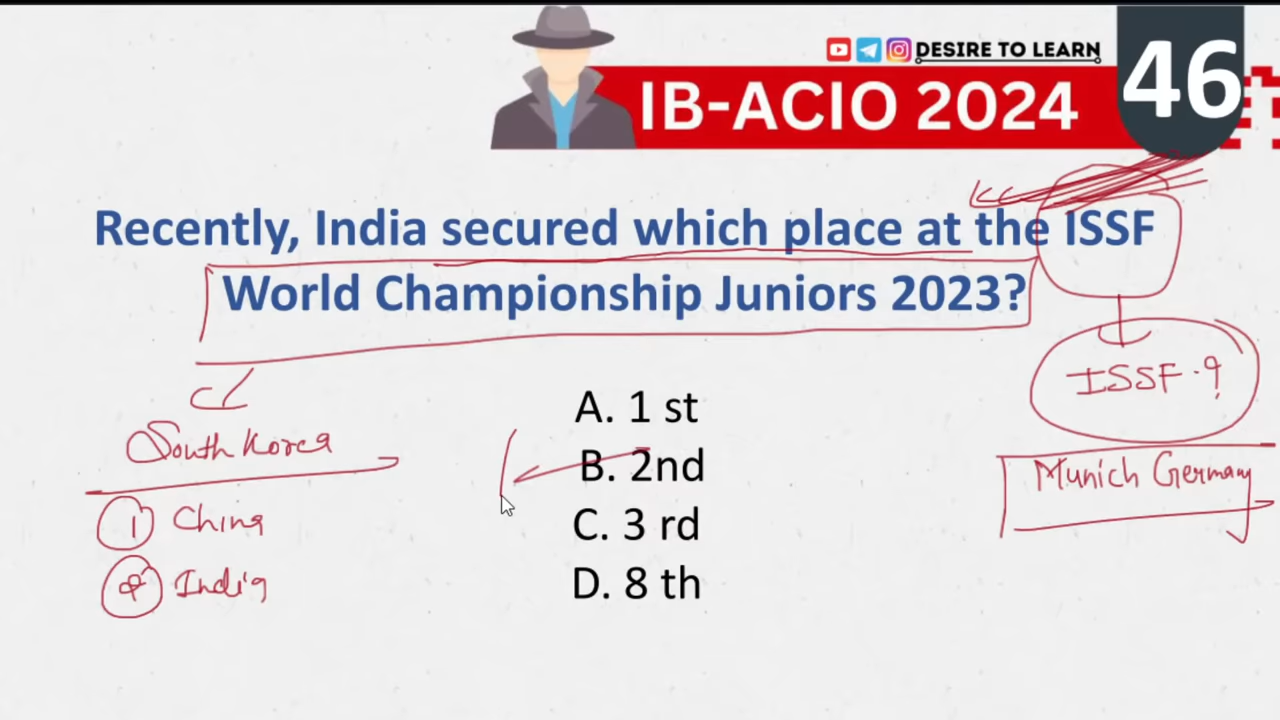 DESIRE TO LEARN
46
IB-ACIO 2024
Recently, India secured which place at the ISSF
World Championship Juniors 2023?
ISSF ?
A. 1 st
South Korea
B. 2nd
Munich Germany
1 China
C. 3 rd
2 India
D. 8 th